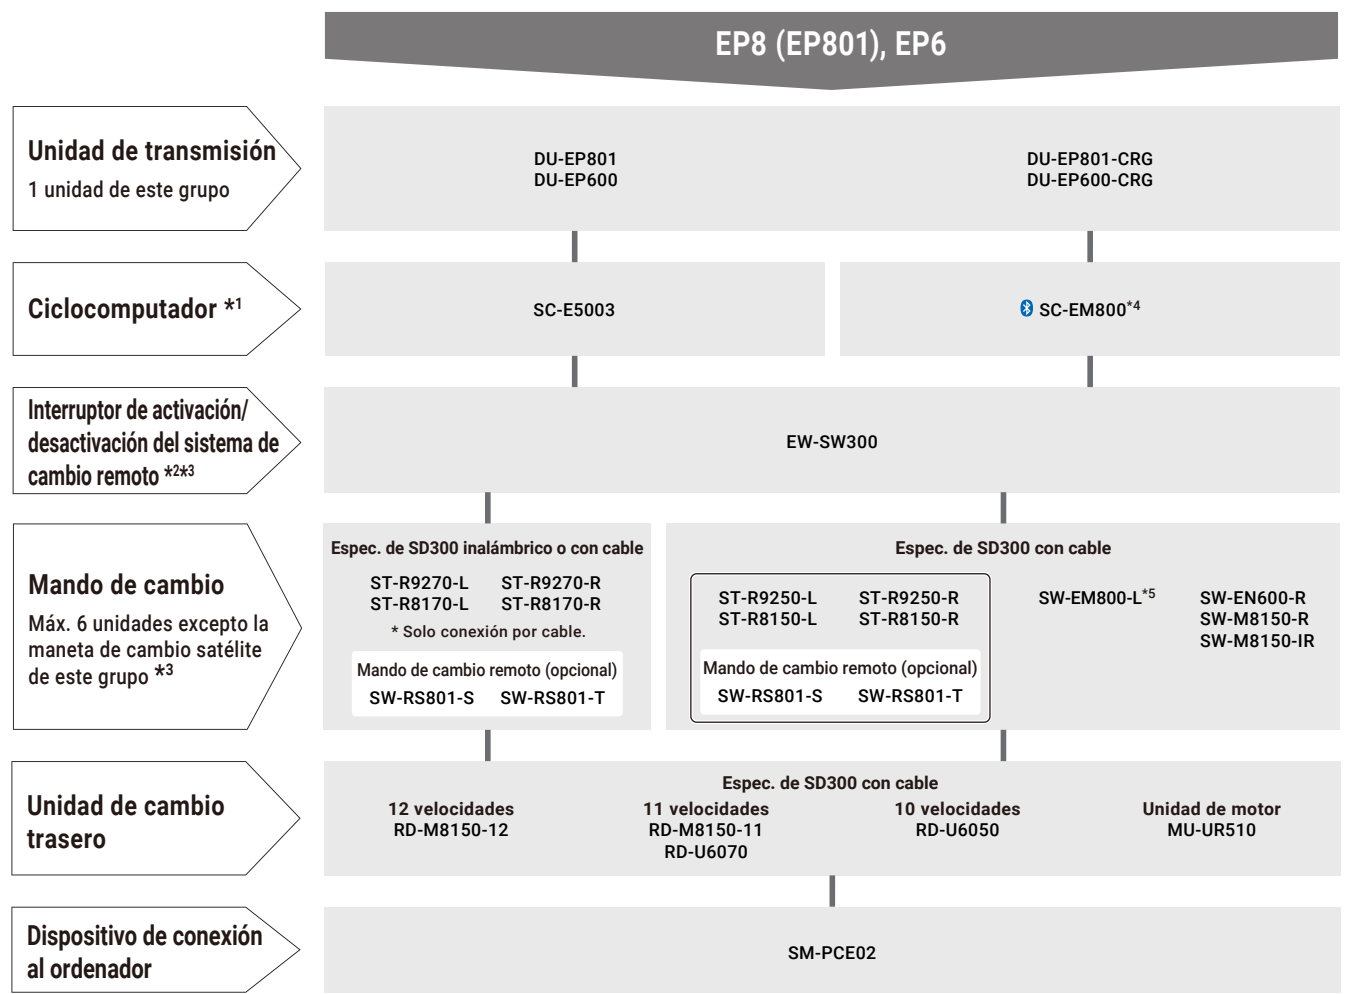 EP8 (EP801), EP6
Unidad de transmisión
1 unidad de este grupo
DU-EP801
DU-EP600
DU-EP801-CRG
DU-EP600-CRG
Ciclocomputador *1
SC-E5003
SC-EM800*4
Interruptor de activación/
desactivación del sistema de
cambio remoto *2*3
EW-SW300
Mando de cambio
Máx. 6 unidades excepto la
maneta de cambio satélite
de este grupo *3
Espec. de SD300 inalámbrico o con cable
ST-R9270-L ST-R9270-R
ST-R8170-L ST-R8170-R
* Solo conexión por cable.
Mando de cambio remoto (opcional)
SW-RS801-S SW-RS801-T
Espec. de SD300 con cable
ST-R9250-L ST-R9250-R
ST-R8150-L ST-R8150-R
Mando de cambio remoto (opcional)
SW-RS801-S SW-RS801-T
SW-EM800-L*5
SW-EN600-R
SW-M8150-R
SW-M8150-IR
Unidad de cambio
trasero
Espec. de SD300 con cable
12 velocidades
RD-M8150-12
11 velocidades
RD-M8150-11
RD-U6070
10 velocidades
RD-U6050
Unidad de motor
MU-UR510
Dispositivo de conexión
al ordenador
SM-PCE02